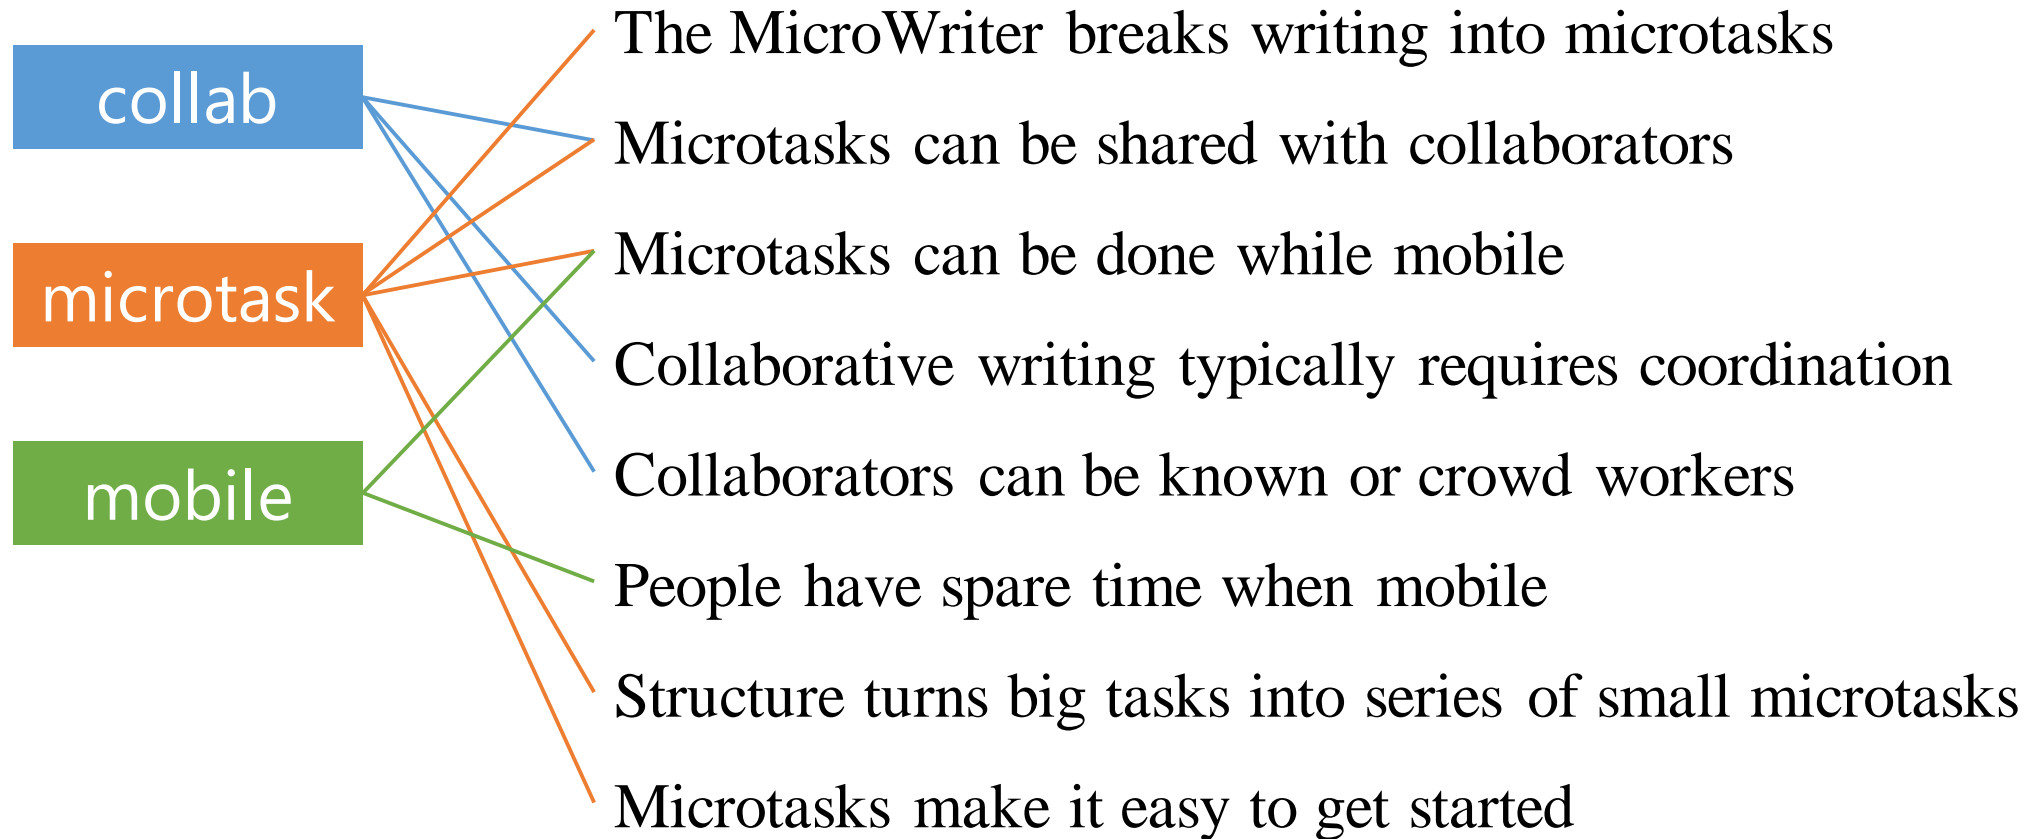 collab
microtask
mobile
The MicroWriter breaks writing into microtasks
Microtasks can be shared with collaborators
Microtasks can be done while mobile
Collaborative writing typically requires coordination
Collaborators can be known or crowd workers
People have spare time when mobile
Structure turns big tasks into series of small microtasks
Microtasks make it easy to get started